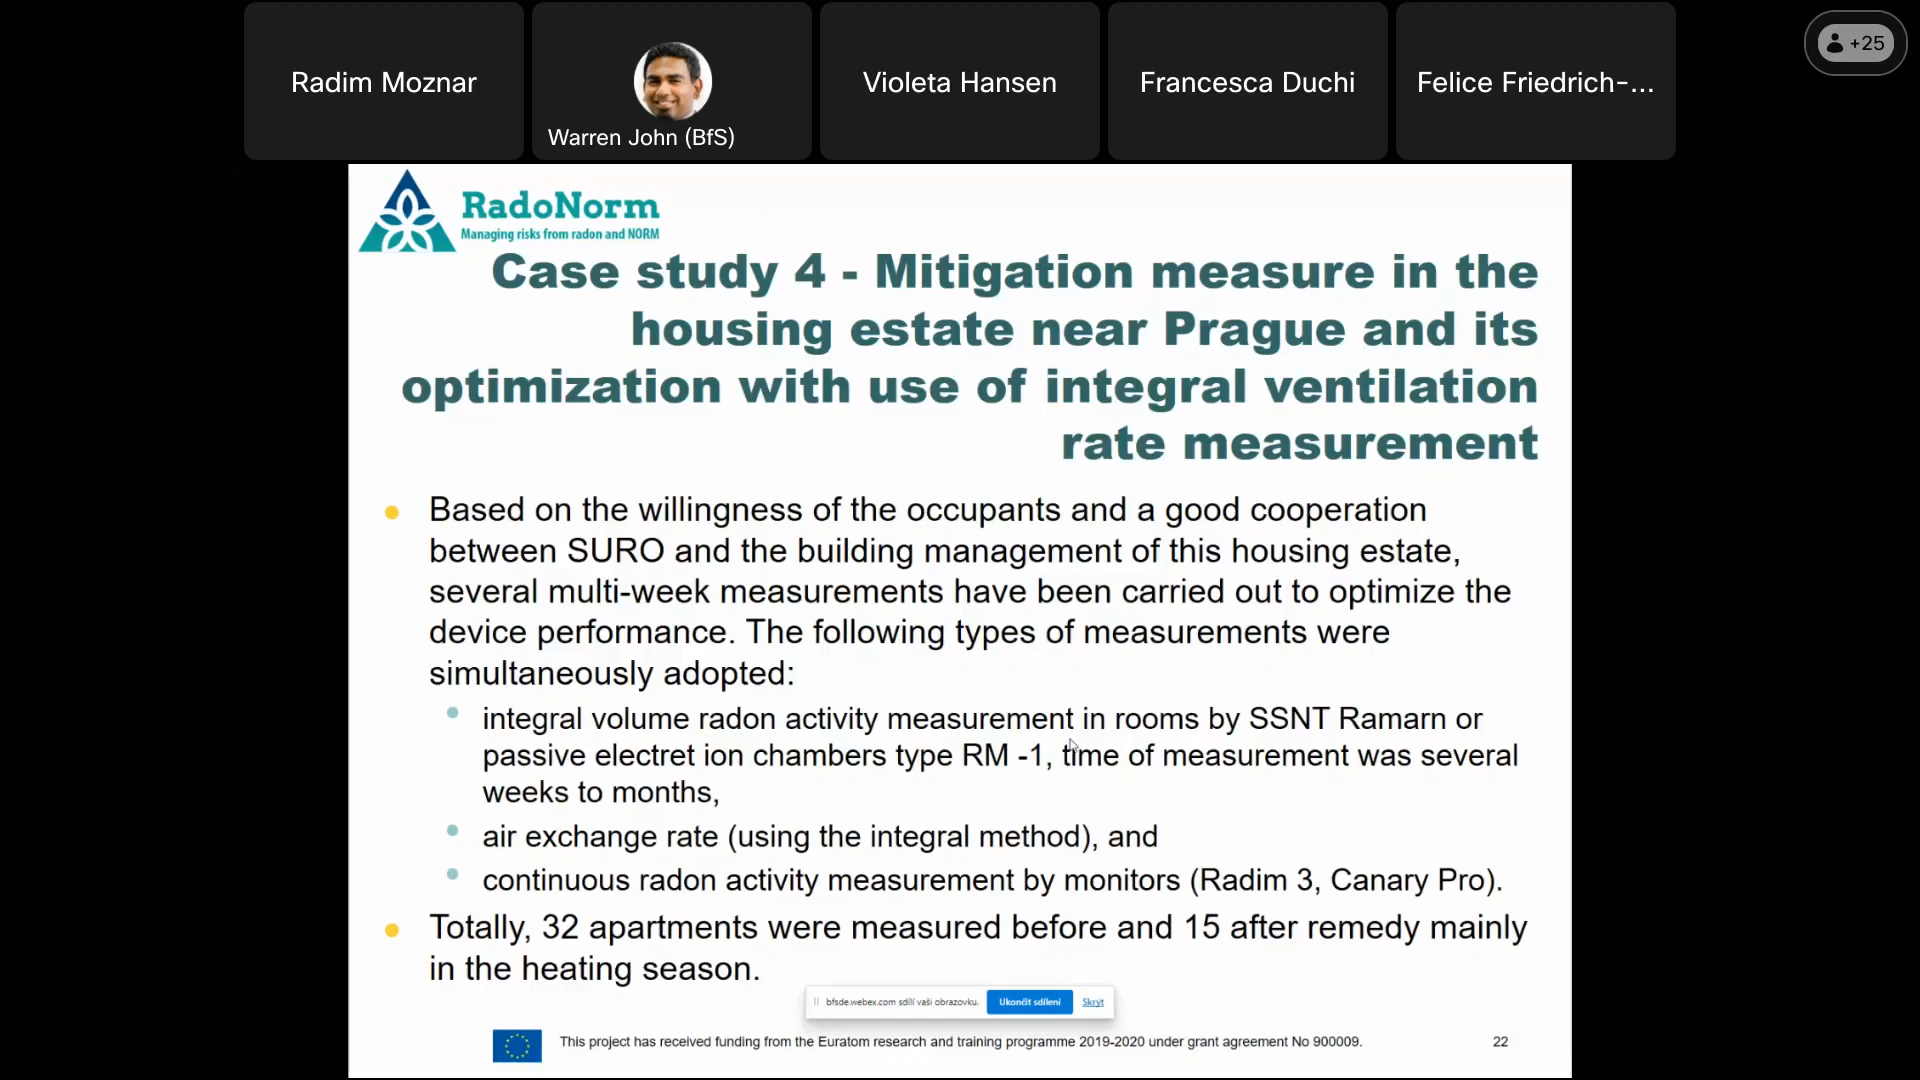 Radim Moznar
Warren John (BfS)
Violeta Hansen
Francesca Duchi
Felice Friedrich-...
+25
RadoNorm
Managing risks from radon and NORM
Case study 4 - Mitigation measure in the
housing estate near Prague and its
optimization with use of integral ventilation
rate measurement
Based on the willingness of the occupants and a good cooperation
between SURO and the building management of this housing estate,
several multi-week measurements have been carried out to optimize the
device performance. The following types of measurements were
simultaneously adopted:
integral volume radon activity measurement in rooms by SSNT Ramarn or
passive electret ion chambers type RM -1, time of measurement was several
weeks to months,
air exchange rate (using the integral method), and
continuous radon activity measurement by monitors (Radim 3, Canary Pro).
Totally, 32 apartments were measured before and 15 after remedy mainly
in the heating season.
bfsde.webex.com sdílí vaši obrazovku.
Ukončit sdílení
Skrýt
This project has received funding from the Euratom research and training programme 2019-2020 under grant agreement No 900009.
22